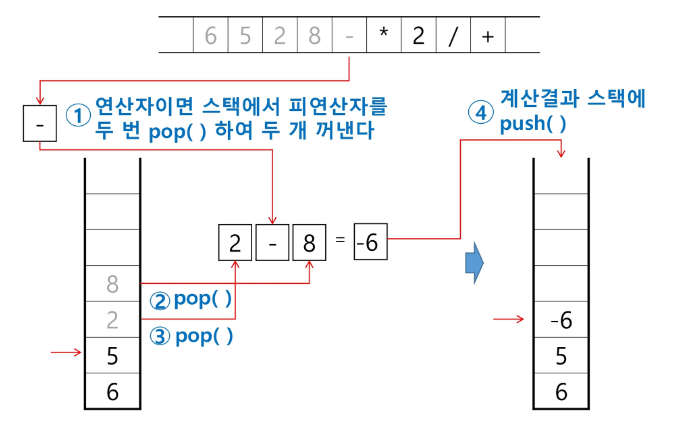 6 5 2 8 - * 2 / +
① 연산자이면 스택에서 피연산자를
두 번 pop( ) 하여 두 개 꺼낸다
-
④ 계산결과 스택에
push( )
2 - 8 = -6
8
② pop( )
2
③ pop( )
5
6
-6
5
6